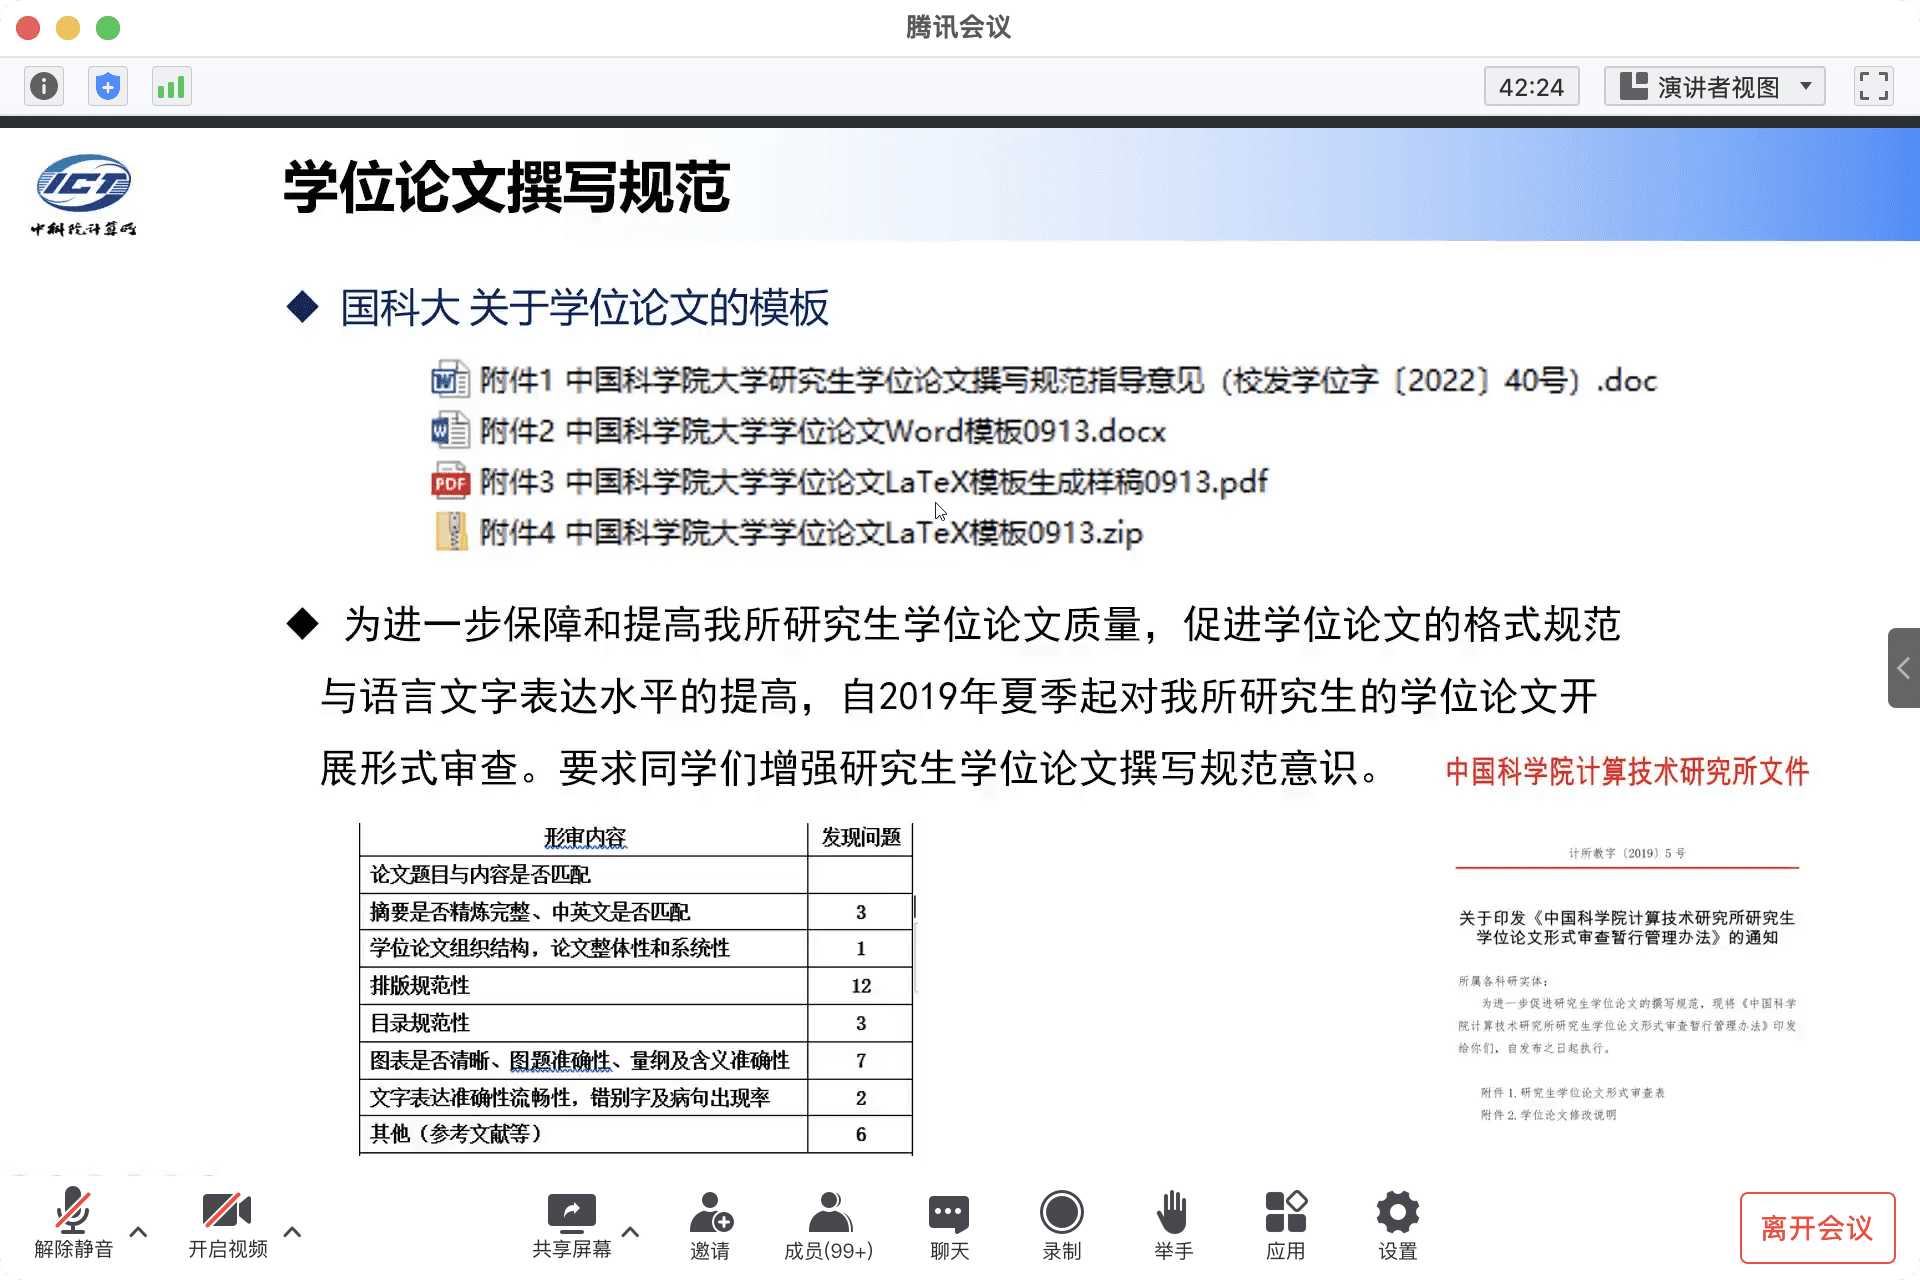 腾讯会议
42:24
演讲者视图
ICT
中科院计算所
学位论文撰写规范
国科大 关于学位论文的模板
附件1 中国科学院大学研究生学位论文撰写规范指导意见（校发学位字〔2022〕40号）.doc
附件2 中国科学院大学学位论文Word模板0913.docx
PDF 附件3 中国科学院大学学位论文LaTeX模板生成样稿0913.pdf
附件4 中国科学院大学学位论文LaTeX模板0913.zip
为进一步保障和提高我所研究生学位论文质量，促进学位论文的格式规范
与语言文字表达水平的提高，自2019年夏季起对我所研究生的学位论文开
展形式审查。要求同学们增强研究生学位论文撰写规范意识。
形审内容 发现问题
论文题目与内容是否匹配
摘要是否精炼完整、中英文是否匹配 3
学位论文组织结构，论文整体性和系统性 1
排版规范性 12
目录规范性 3
图表是否清晰、图题准确性、量纲及含义准确性 7
文字表达准确性流畅性，错别字及病句出现率 2
其他（参考文献等） 6
中国科学院计算技术研究所文件
计所教字〔2019〕5 号
关于印发《中国科学院计算技术研究所研究生
学位论文形式审查暂行管理办法》的通知
所属各科研实体：
为进一步促进研究生学位论文的撰写规范，现将《中国科学
院计算技术研究所研究生学位论文形式审查暂行管理办法》印发
给你们，自发布之日起执行。
附件 1. 研究生学位论文形式审查表
附件 2. 学位论文修改说明
解除静音
开启视频
共享屏幕
邀请
成员(99+)
聊天
录制
举手
应用
设置
离开会议